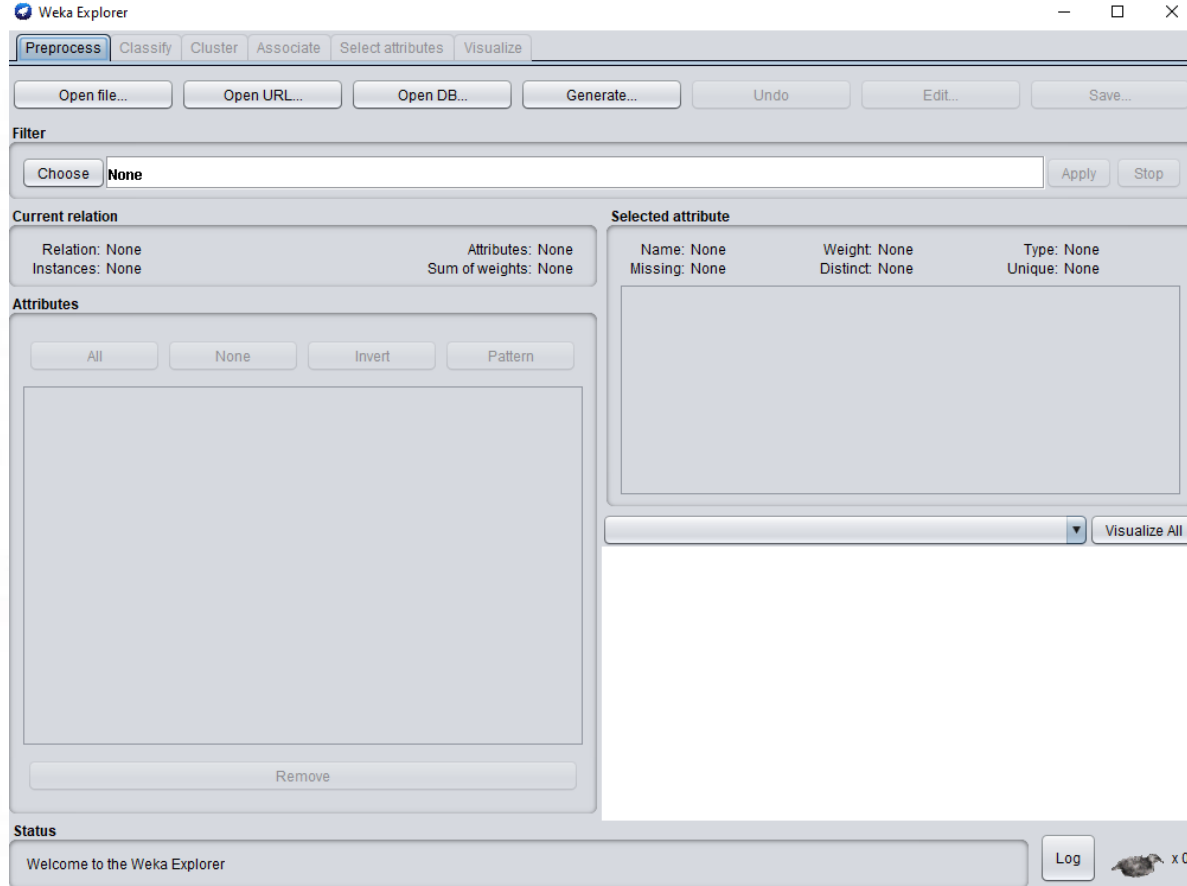 Weka Explorer
Preprocess Classify Cluster Associate Select attributes Visualize
Open file... Open URL... Open DB... Generate... Undo Edit... Save...
Filter
Choose None Apply Stop
Current relation
Relation: None Attributes: None
Instances: None Sum of weights: None
Selected attribute
Name: None Weight: None Type: None
Missing: None Distinct: None Unique: None
Attributes
All None Invert Pattern
Remove
Visualize All
Status
Welcome to the Weka Explorer
Log x 0